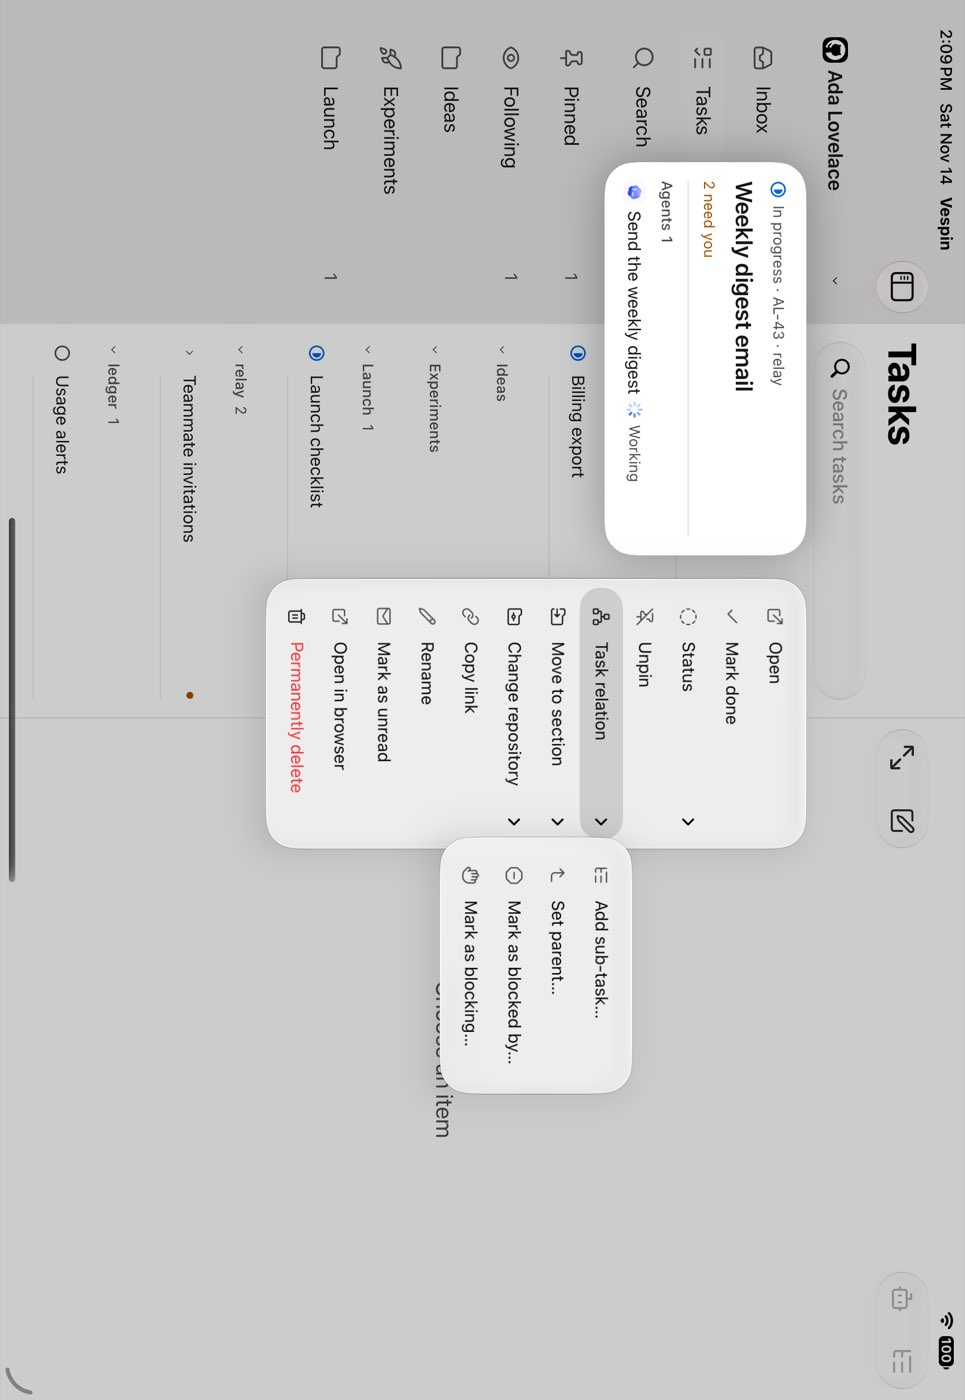 2:09 PM Sat Nov 14 Vespin
100
Tasks
Search tasks
Ada Lovelace
Inbox
Tasks
Search
Pinned 1
Following 1
Ideas
Experiments
Launch 1
In progress · AL-43 · relay
Weekly digest email
2 need you
Agents 1
Send the weekly digest Working
Billing export
Ideas
Experiments
Launch 1
Launch checklist
relay 2
Teammate invitations
ledger 1
Usage alerts
Open
Mark done
Status
Unpin
Task relation
Move to section
Change repository
Copy link
Rename
Mark as unread
Open in browser
Permanently delete
Add sub-task...
Set parent...
Mark as blocked by...
Mark as blocking...
Choose an item